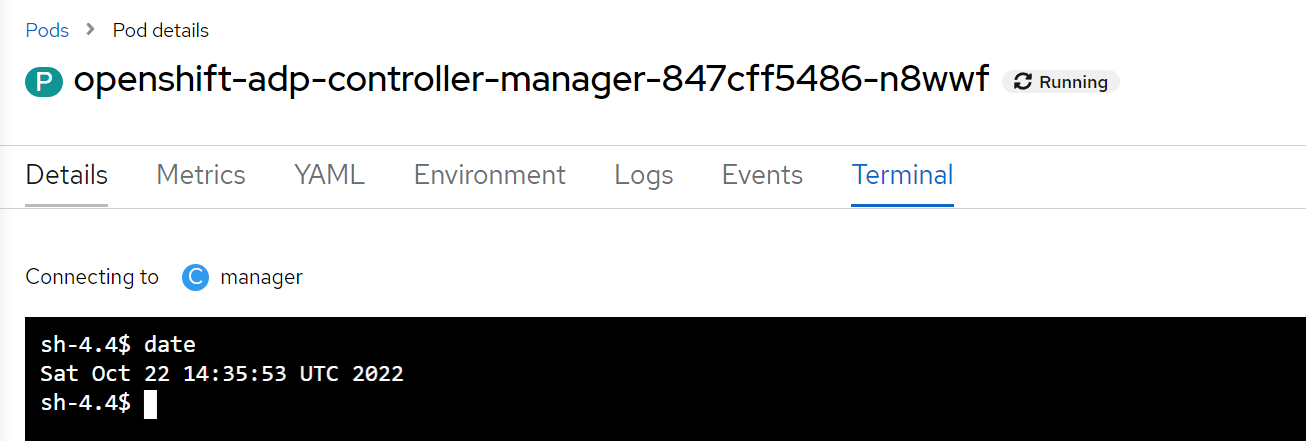 Pods > Pod details
P openshift-adp-controller-manager-847cff5486-n8wwf Running
Details Metrics YAML Environment Logs Events Terminal
Connecting to C manager
sh-4.4$ date
Sat Oct 22 14:35:53 UTC 2022
sh-4.4$